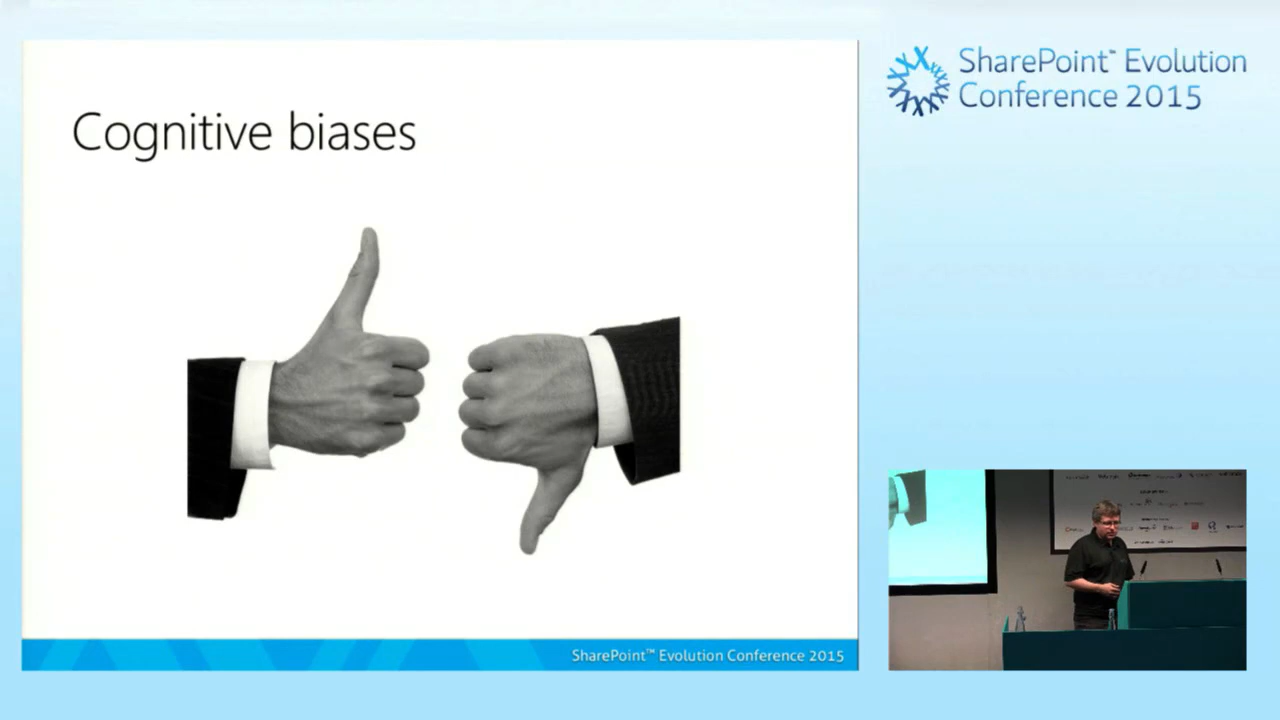 Cognitive biases
SharePoint™ Evolution Conference 2015
SharePoint™ Evolution
Conference 2015